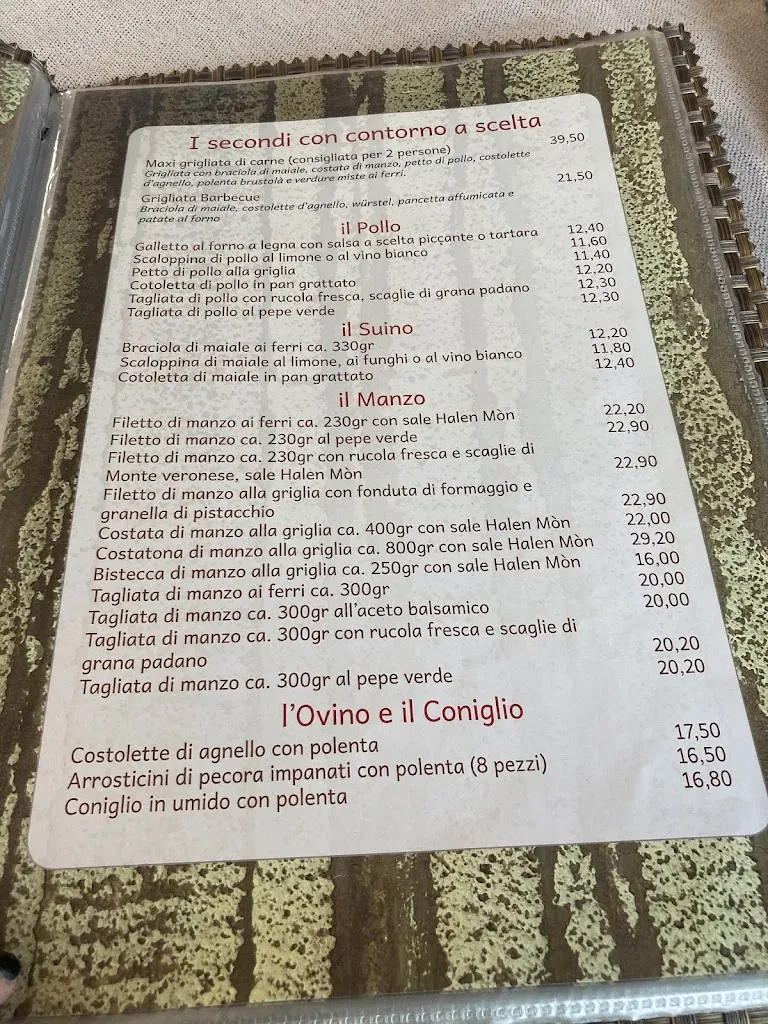 I secondi con contorno a scelta
Maxi grigliata di carne (consigliata per 2 persone) 39,50
Grigliata con braciola di maiale, costata di manzo, petto di pollo, costolette
d'agnello, polenta brustolà e verdure miste ai ferri.
Grigliata Barbecue 21,50
Braciola di maiale, costolette d'agnello, würstel, pancetta affumicata e
patate al forno
il Pollo
Galletto al forno a legna con salsa a scelta piccante o tartara 12,40
Scaloppina di pollo al limone o al vino bianco 11,60
Petto di pollo alla griglia 11,40
Cotoletta di pollo in pan grattato 12,20
Tagliata di pollo con rucola fresca, scaglie di grana padano 12,30
Tagliata di pollo al pepe verde 12,30
il Suino
Braciola di maiale ai ferri ca. 330gr 12,20
Scaloppina di maiale al limone, ai funghi o al vino bianco 11,80
Cotoletta di maiale in pan grattato 12,40
il Manzo
Filetto di manzo ai ferri ca. 230gr con sale Halen Mòn 22,20
Filetto di manzo ca. 230gr al pepe verde 22,90
Filetto di manzo ca. 230gr con rucola fresca e scaglie di
Monte veronese, sale Halen Mòn 22,90
Filetto di manzo alla griglia con fonduta di formaggio e
granella di pistacchio 22,90
Costata di manzo alla griglia ca. 400gr con sale Halen Mòn 22,00
Costatona di manzo alla griglia ca. 800gr con sale Halen Mòn 29,20
Bistecca di manzo alla griglia ca. 250gr con sale Halen Mòn 16,00
Tagliata di manzo ai ferri ca. 300gr 20,00
Tagliata di manzo ca. 300gr all'aceto balsamico 20,00
Tagliata di manzo ca. 300gr con rucola fresca e scaglie di
grana padano 20,20
Tagliata di manzo ca. 300gr al pepe verde 20,20
l'Ovino e il Coniglio
Costolette di agnello con polenta 17,50
Arrosticini di pecora impanati con polenta (8 pezzi) 16,50
Coniglio in umido con polenta 16,80